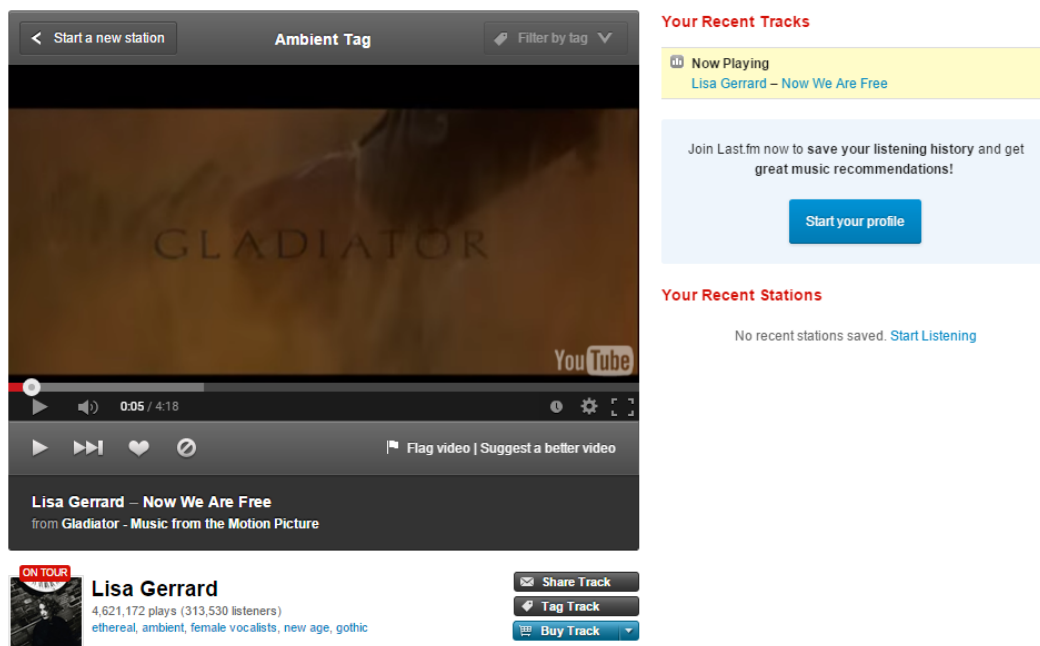 Start a new station
Ambient Tag
Filter by tag
GLADIATOR
YouTube
0:05 / 4:18
Flag video | Suggest a better video
Lisa Gerrard – Now We Are Free
from Gladiator - Music from the Motion Picture
ON TOUR
Lisa Gerrard
4,621,172 plays (313,530 listeners)
ethereal, ambient, female vocalists, new age, gothic
Share Track
Tag Track
Buy Track
Your Recent Tracks
Now Playing
Lisa Gerrard – Now We Are Free
Join Last.fm now to save your listening history and get
great music recommendations!
Start your profile
Your Recent Stations
No recent stations saved. Start Listening